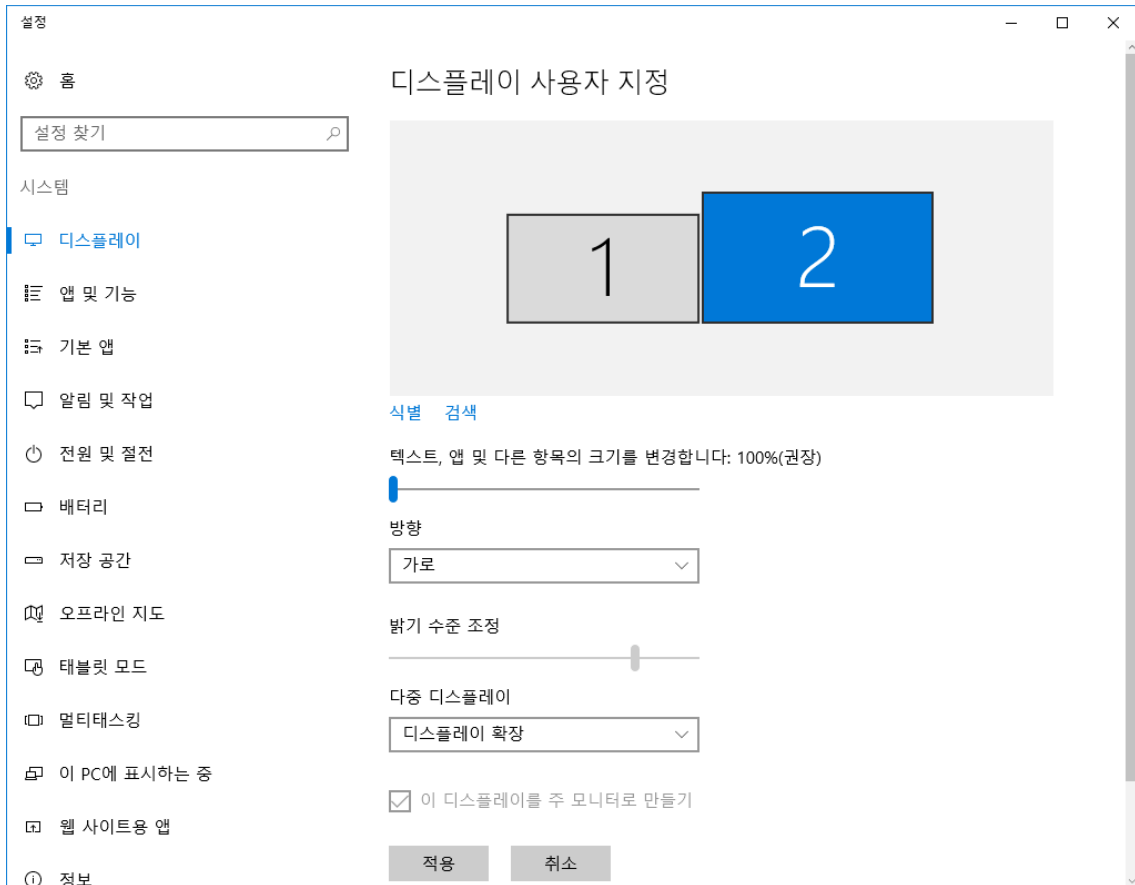 설정
홈
설정 찾기
시스템
디스플레이
앱 및 기능
기본 앱
알림 및 작업
전원 및 절전
배터리
저장 공간
오프라인 지도
태블릿 모드
멀티태스킹
이 PC에 표시하는 중
웹 사이트용 앱
정보
디스플레이 사용자 지정
1
2
식별 검색
텍스트, 앱 및 다른 항목의 크기를 변경합니다: 100%(권장)
방향
가로
밝기 수준 조정
다중 디스플레이
디스플레이 확장
이 디스플레이를 주 모니터로 만들기
적용 취소